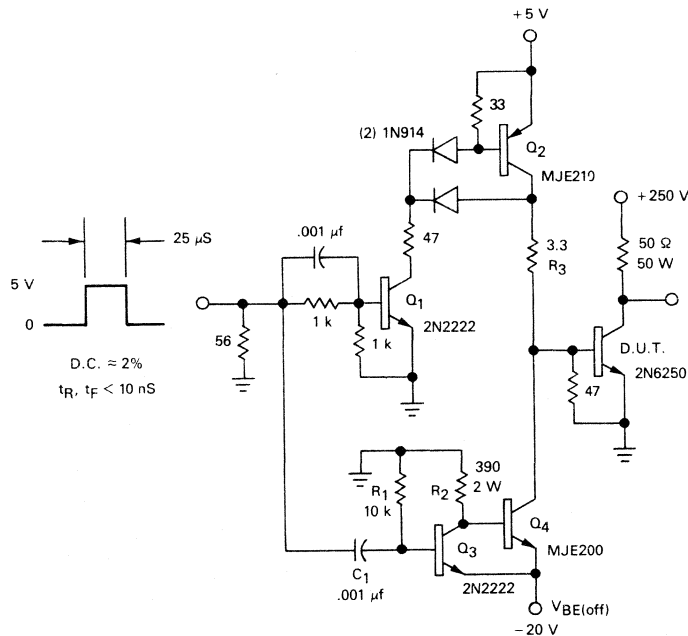 +5 V
33
(2) 1N914
Q2
MJE210
+250 V
25 μS
.001 μf
47
3.3
R3
50 Ω
50 W
5 V
0
Q1
1 k
2N2222
56
1 k
D.C. ≈ 2%
tR, tF < 10 nS
D.U.T.
2N6250
47
R1
10 k
R2
390
2 W
Q4
Q3
MJE200
C1
.001 μf
2N2222
VBE(off)
−20 V